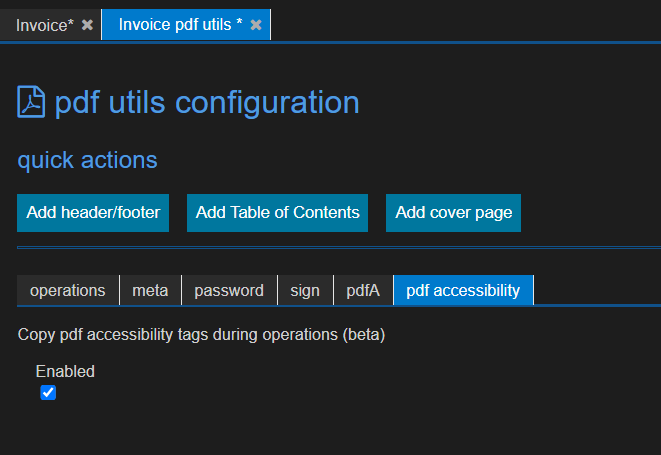 Invoice* ✖ Invoice pdf utils * ✖
pdf utils configuration
quick actions
Add header/footer Add Table of Contents Add cover page
operations meta password sign pdfA pdf accessibility
Copy pdf accessibility tags during operations (beta)
Enabled